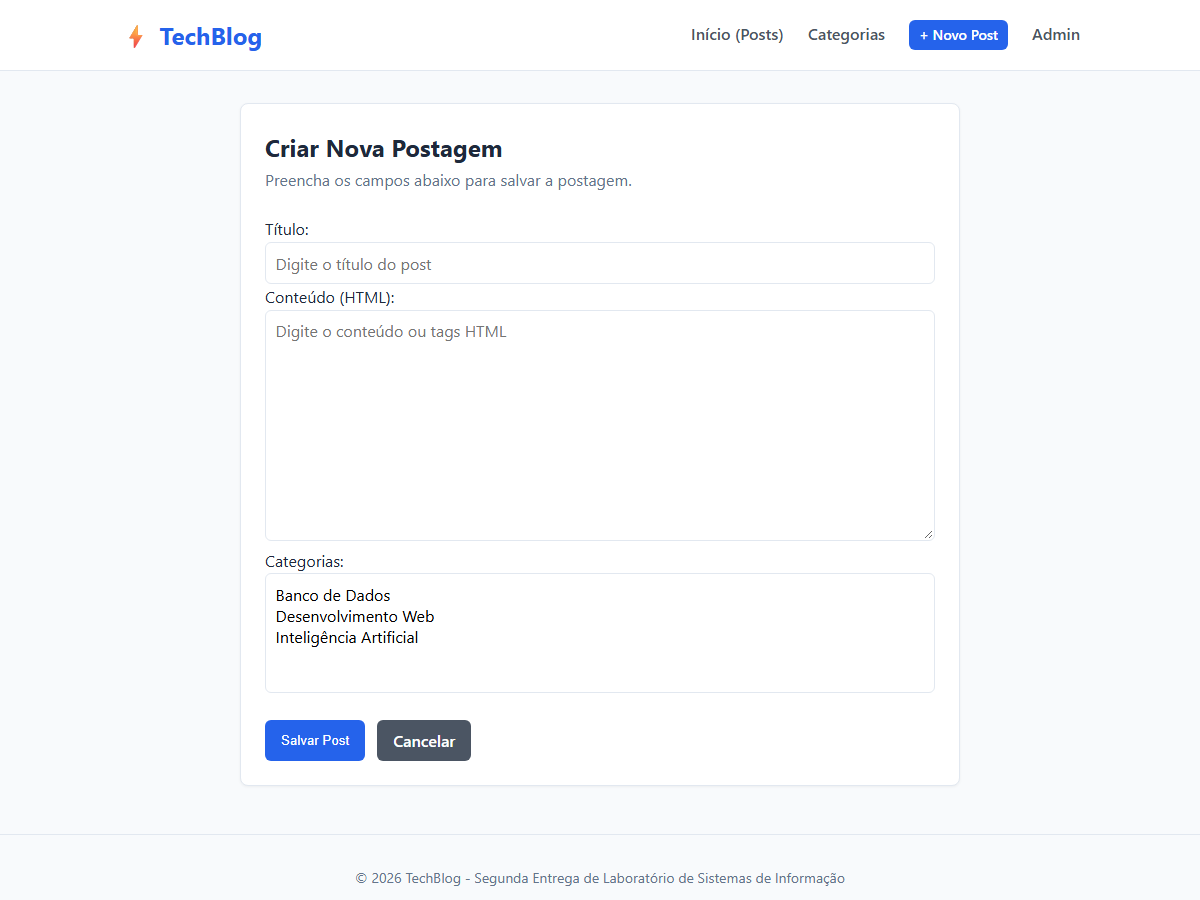 TechBlog
Início (Posts)
Categorias
+ Novo Post
Admin
Criar Nova Postagem
Preencha os campos abaixo para salvar a postagem.
Título:
Digite o título do post
Conteúdo (HTML):
Digite o conteúdo ou tags HTML
Categorias:
Banco de Dados
Desenvolvimento Web
Inteligência Artificial
Salvar Post
Cancelar
© 2026 TechBlog - Segunda Entrega de Laboratório de Sistemas de Informação